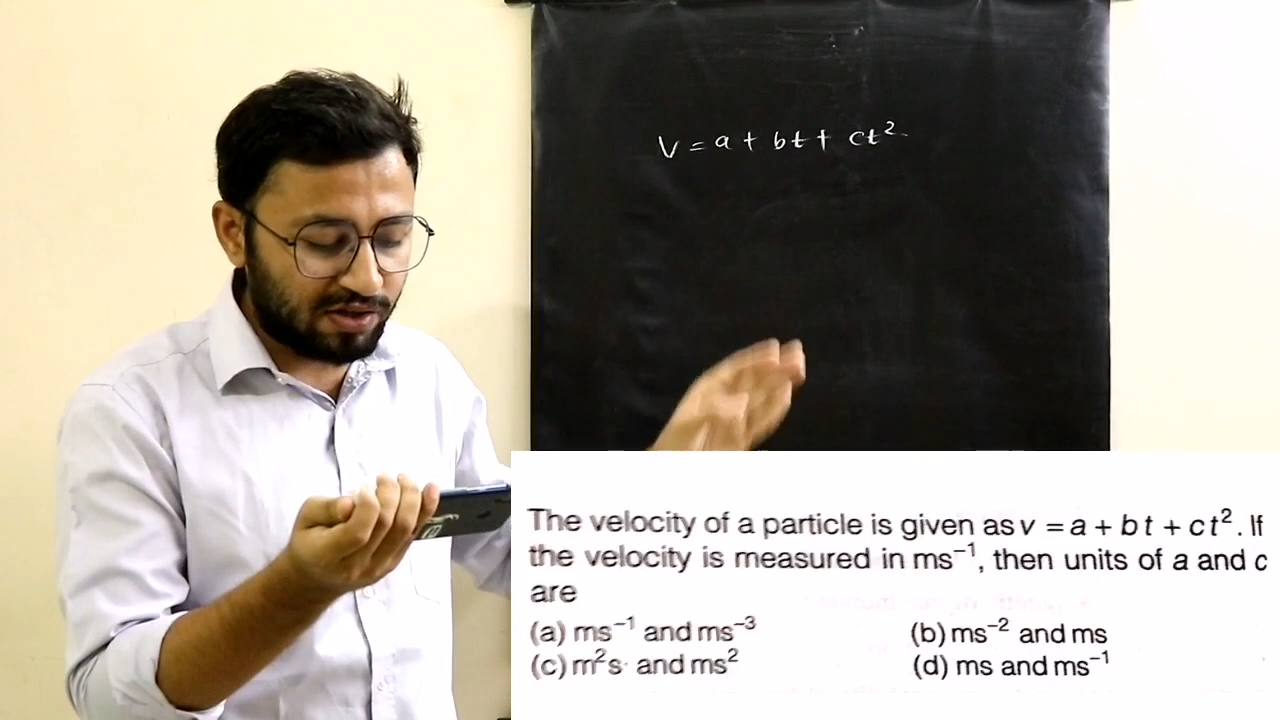 v = a + bt + ct²
The velocity of a particle is given as v = a + b t + c t². If
the velocity is measured in ms⁻¹, then units of a and c
are
(a) ms⁻¹ and ms⁻³ (b) ms⁻² and ms
(c) m²s and ms² (d) ms and ms⁻¹